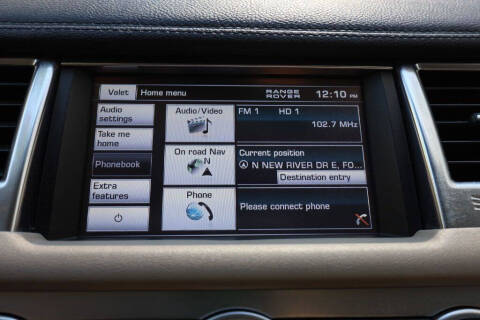 Valet Home menu RANGE ROVER 12:10 PM
Audio settings
Take me home
Phonebook
Extra features
Audio/Video
FM 1 HD 1
102.7 MHz
On road Nav
N
Current position
N NEW RIVER DR E, FO...
Destination entry
Phone
Please connect phone